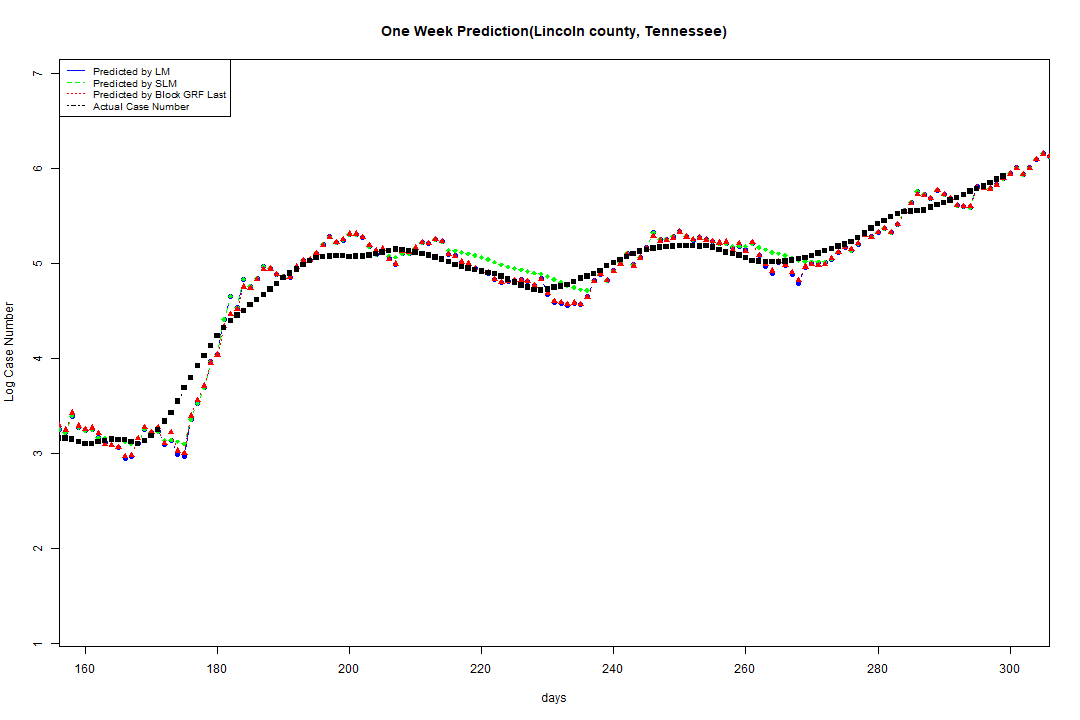 One Week Prediction(Lincoln county, Tennessee)
Predicted by LM
Predicted by SLM
Predicted by Block GRF Last
Actual Case Number
7
6
5
4
3
2
1
Log Case Number
160 180 200 220 240 260 280 300
days